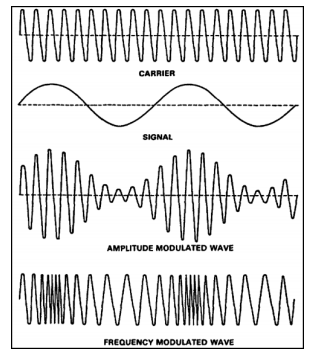 CARRIER
SIGNAL
AMPLITUDE MODULATED WAVE
FREQUENCY MODULATED WAVE